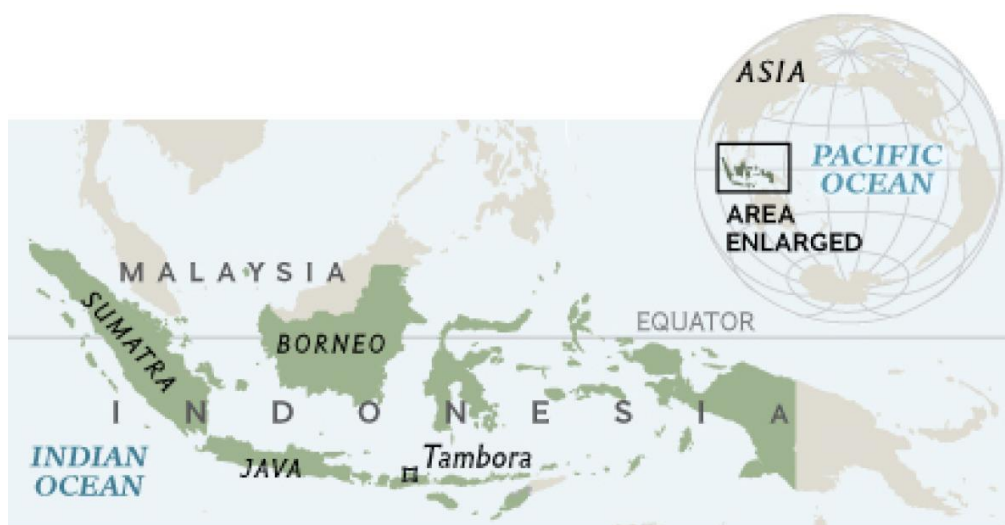 ASIA
PACIFIC
OCEAN
AREA
ENLARGED
MALAYSIA
SUMATRA
BORNEO
EQUATOR
INDONESIA
INDIAN
OCEAN
JAVA
Tambora